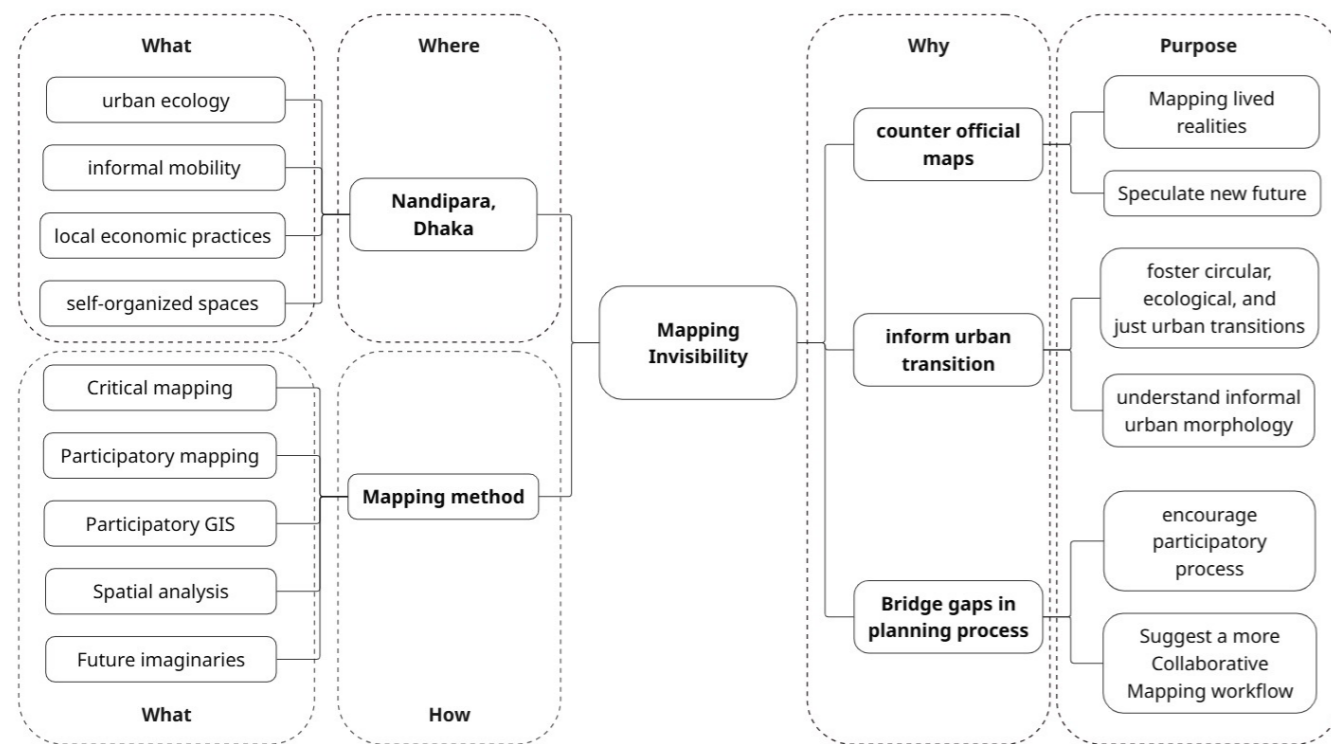 What
urban ecology
informal mobility
local economic practices
self-organized spaces
Where
Nandipara,
Dhaka
Critical mapping
Participatory mapping
Participatory GIS
Spatial analysis
Future imaginaries
What
Mapping method
How
Mapping
Invisibility
Why
counter official
maps
inform urban
transition
Bridge gaps in
planning process
Purpose
Mapping lived
realities
Speculate new future
foster circular,
ecological, and
just urban transitions
understand informal
urban morphology
encourage
participatory
process
Suggest a more
Collaborative
Mapping workflow